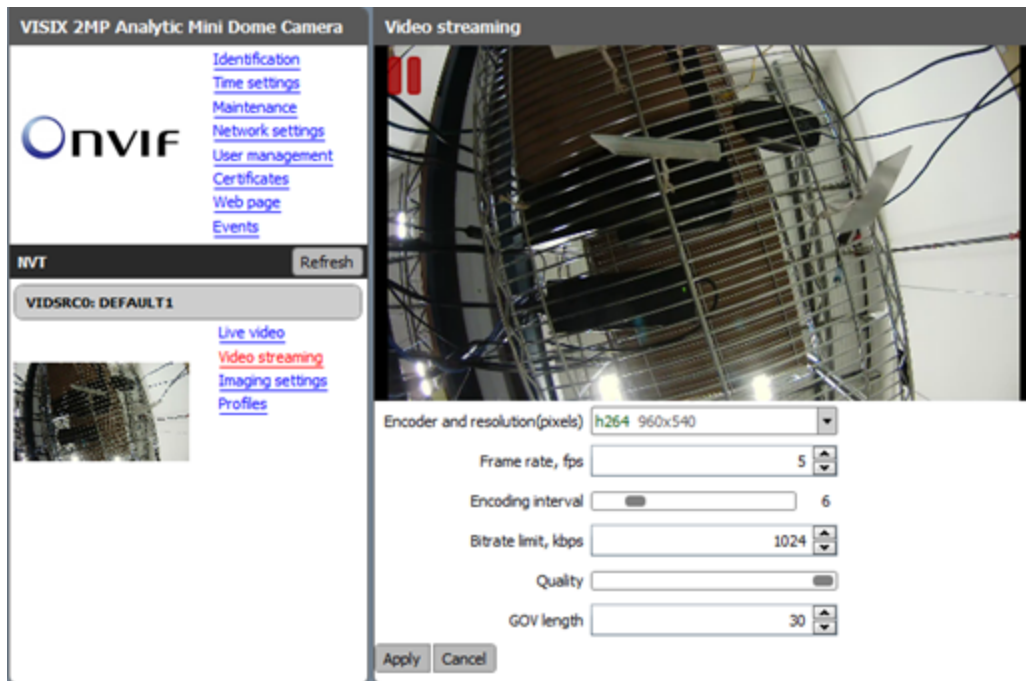 VISIX 2MP Analytic Mini Dome Camera
ONVIF
Identification
Time settings
Maintenance
Network settings
User management
Certificates
Web page
Events
NVT
Refresh
VIDSRC0: DEFAULT1
Live video
Video streaming
Imaging settings
Profiles
Video streaming
Encoder and resolution(pixels) h264 960x540
Frame rate, fps 5
Encoding interval 6
Bitrate limit, kbps 1024
Quality
GOV length 30
Apply Cancel